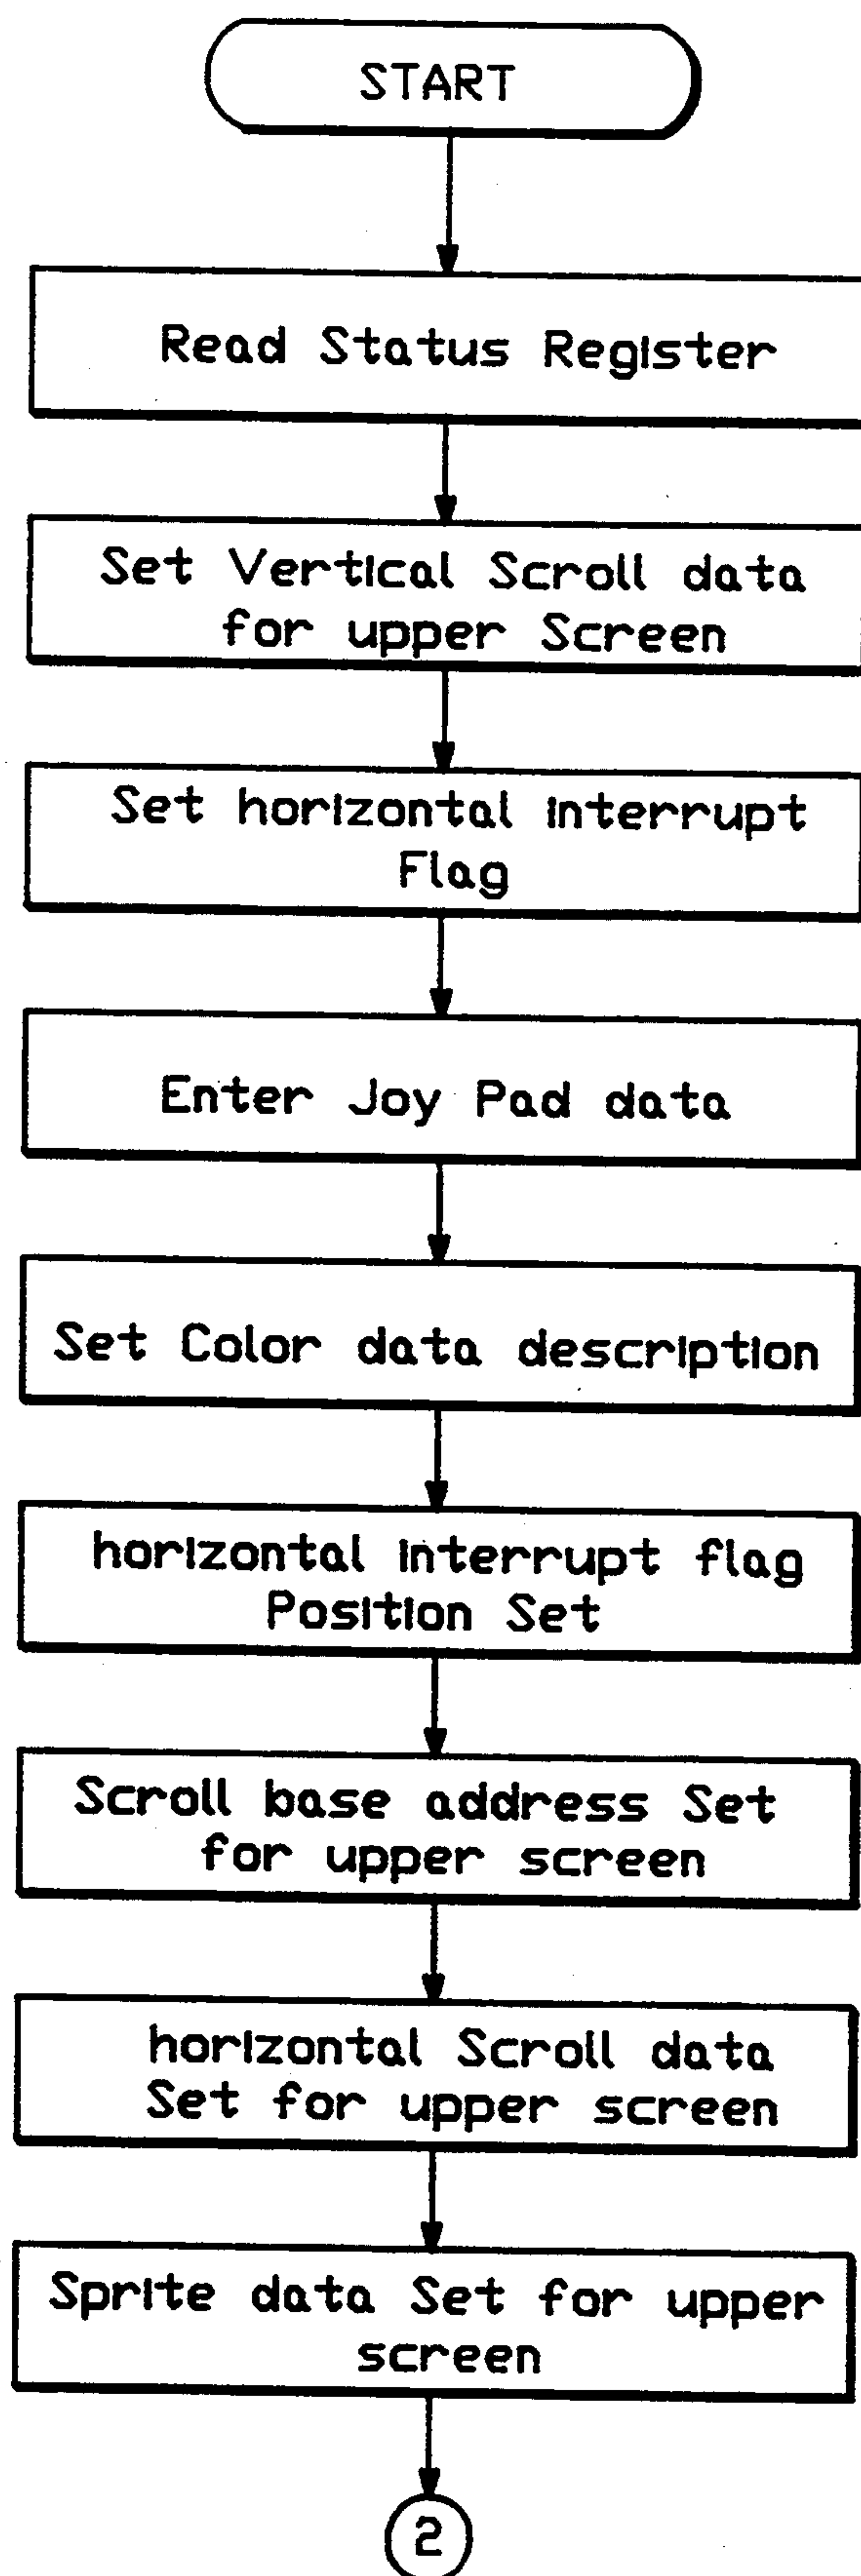 START
Read Status Register
Set Vertical Scroll data
for upper Screen
Set horizontal interrupt
Flag
Enter Joy Pad data
Set Color data description
horizontal interrupt flag
Position Set
Scroll base address Set
for upper screen
horizontal Scroll data
Set for upper screen
Sprite data Set for upper
screen
2